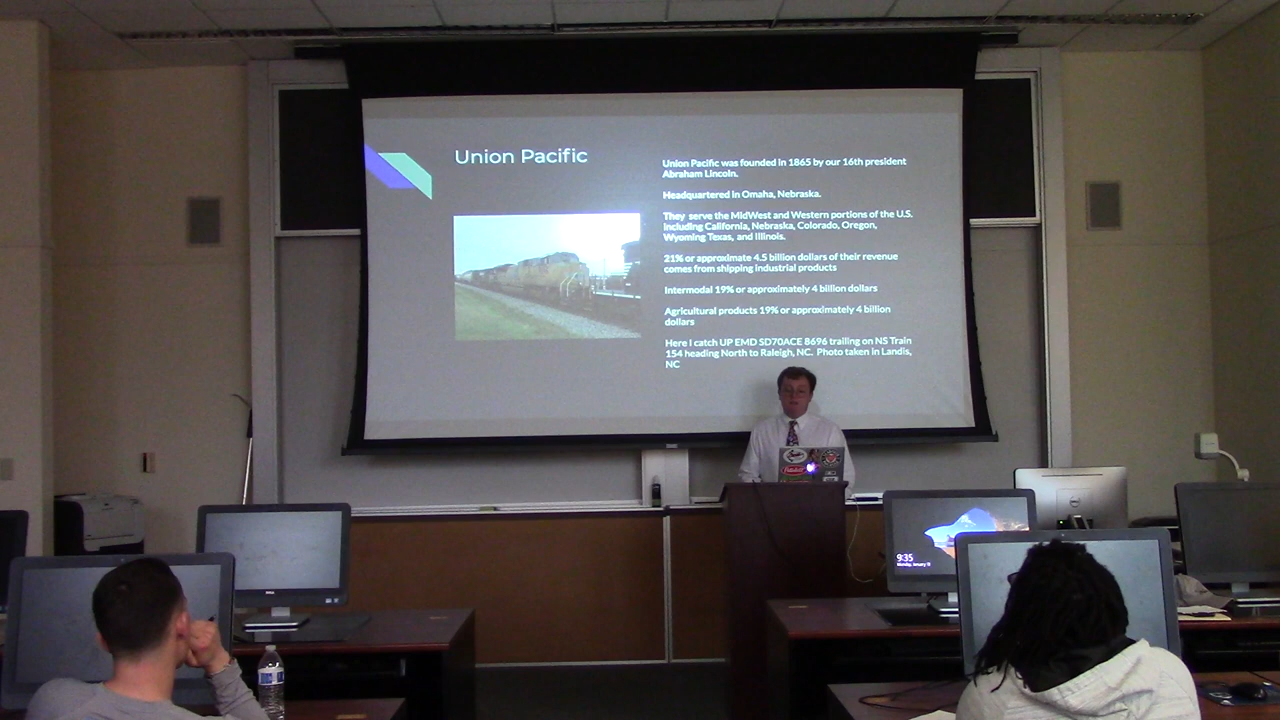 Union Pacific
Union Pacific was founded in 1865 by our 16th president
Abraham Lincoln.
Headquartered in Omaha, Nebraska.
They serve the MidWest and Western portions of the U.S.
including California, Nebraska, Colorado, Oregon,
Wyoming Texas, and Illinois.
21% or approximate 4.5 billion dollars of their revenue
comes from shipping industrial products
Intermodal 19% or approximately 4 billion dollars
Agricultural products 19% or approximately 4 billion
dollars
Here I catch UP EMD SD70ACE 8696 trailing on NS Train
154 heading North to Raleigh, NC. Photo taken in Landis,
NC
9:35